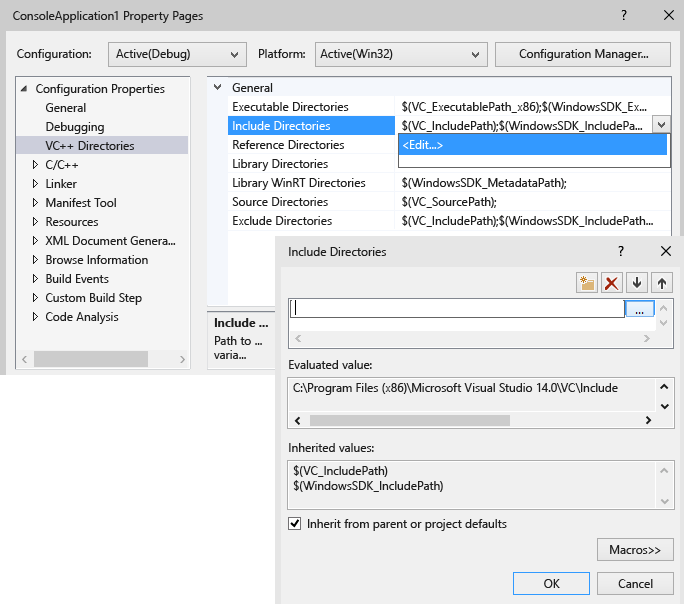 ConsoleApplication1 Property Pages
?
Configuration: Active(Debug) Platform: Active(Win32) Configuration Manager...
Configuration Properties
General
Debugging
VC++ Directories
C/C++
Linker
Manifest Tool
Resources
XML Document Genera...
Browse Information
Build Events
Custom Build Step
Code Analysis
General
Executable Directories $(VC_ExecutablePath_x86);$(WindowsSDK_Ex...
Include Directories $(VC_IncludePath);$(WindowsSDK_IncludePa...
Reference Directories <Edit...>
Library Directories
Library WinRT Directories $(WindowsSDK_MetadataPath);
Source Directories $(VC_SourcePath);
Exclude Directories $(VC_IncludePath);$(WindowsSDK_IncludePath...
Include ...
Path to ...
varia...
Include Directories
?
...
Evaluated value:
C:\Program Files (x86)\Microsoft Visual Studio 14.0\VC\Include
Inherited values:
$(VC_IncludePath)
$(WindowsSDK_IncludePath)
Inherit from parent or project defaults
Macros>>
OK Cancel